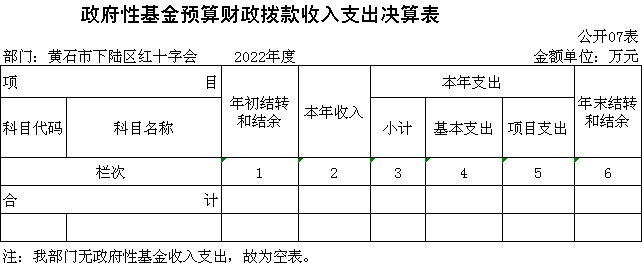 政府性基金预算财政拨款收入支出决算表
公开07表
部门：黄石市下陆区红十字会 2022年度 金额单位：万元
项 目 年初结转和结余 本年收入 本年支出 年末结转和结余
科目代码 科目名称 小计 基本支出 项目支出
栏次 1 2 3 4 5 6
合 计
注：我部门无政府性基金收入支出，故为空表。